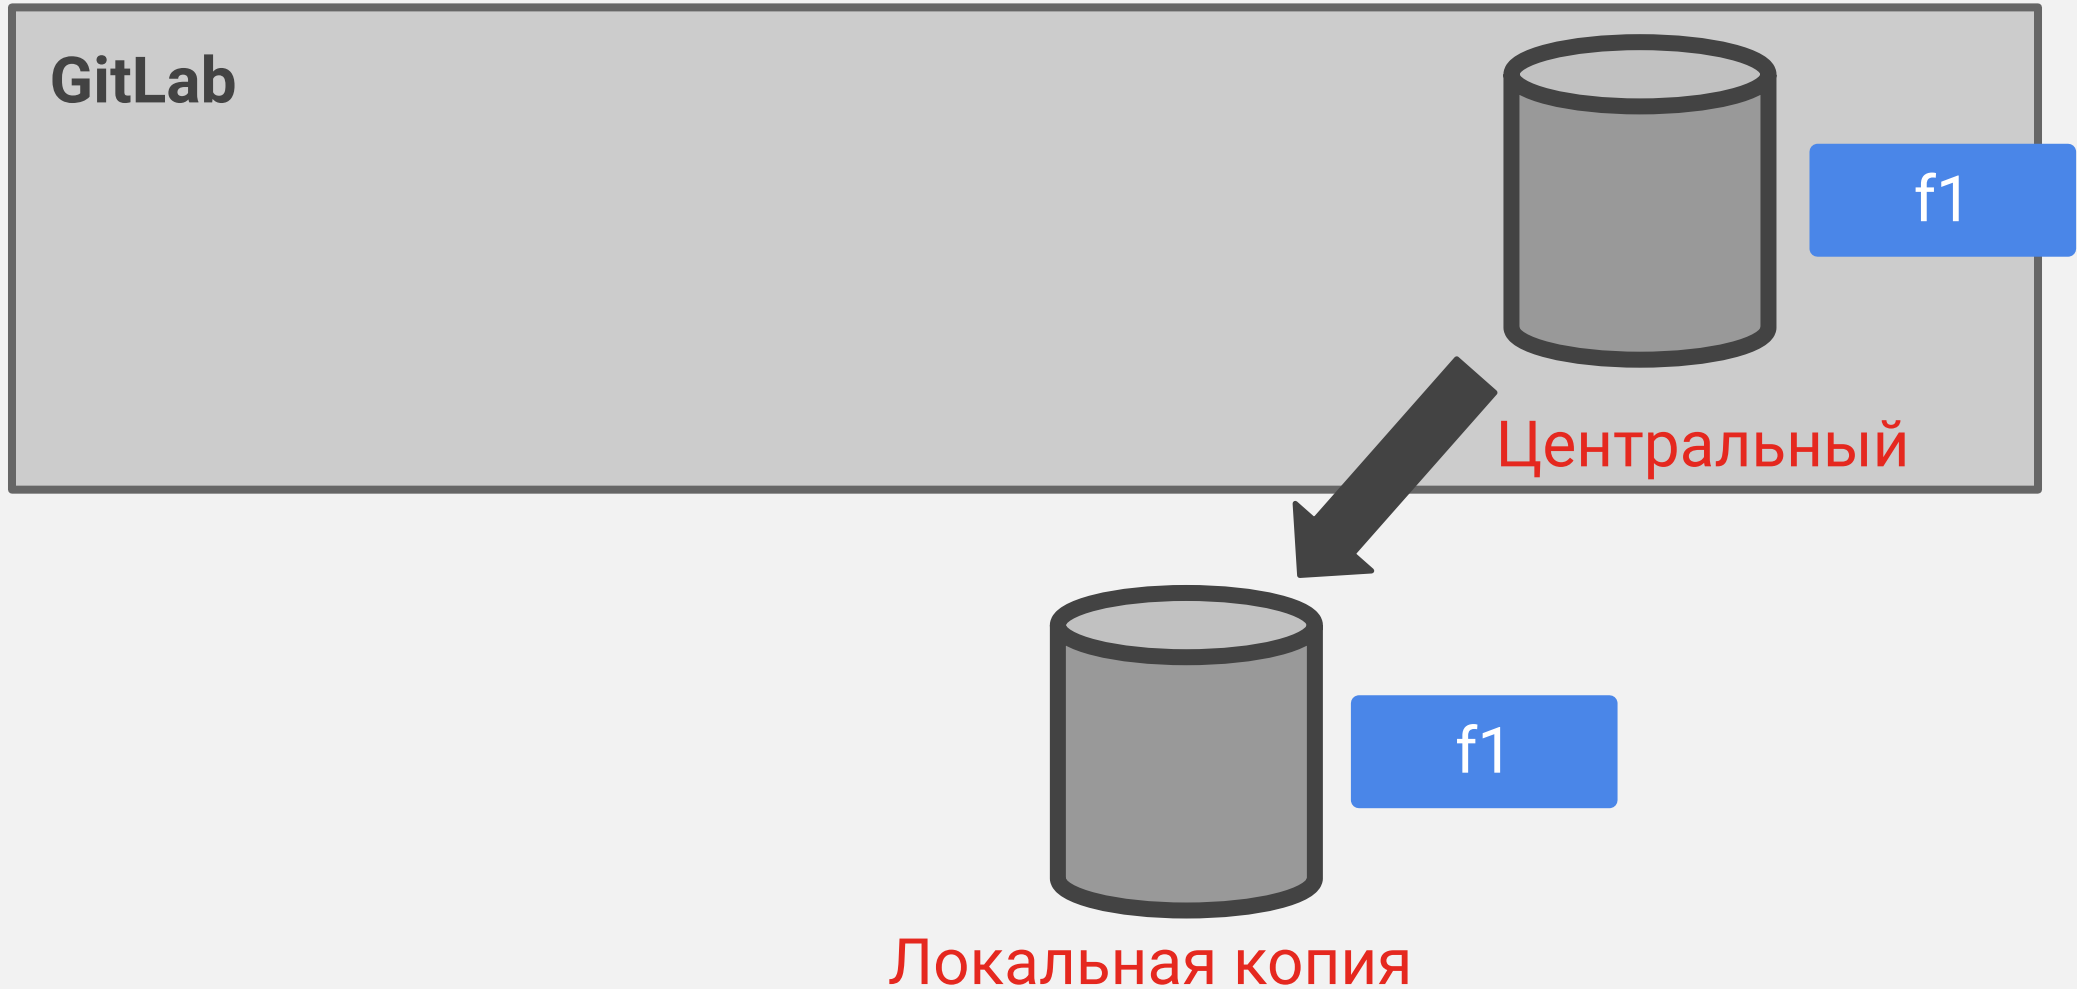 GitLab
f1
Центральный
f1
Локальная копия